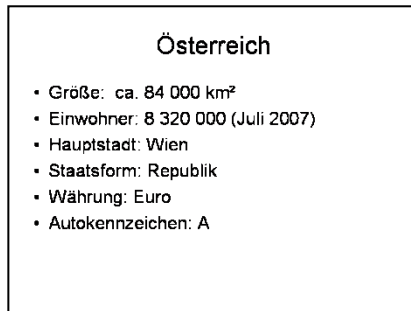 Österreich
• Größe: ca. 84 000 km²
• Einwohner: 8 320 000 (Juli 2007)
• Hauptstadt: Wien
• Staatsform: Republik
• Währung: Euro
• Autokennzeichen: A